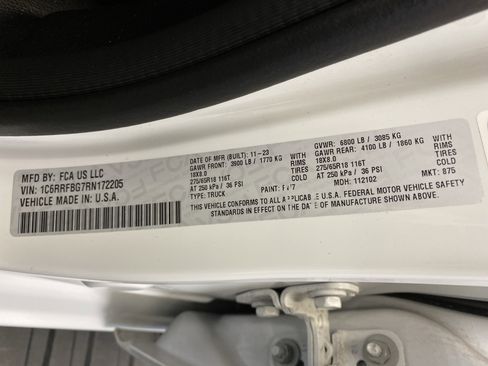 MFD BY: FCA US LLC
VIN: 1C6RRFBG7RN172205
VEHICLE MADE IN: U.S.A.
DATE OF MFR (BUILT): 11-23
GAWR FRONT: 3900 LB / 1770 KG
18X8.0
275/65R18 116T
AT 250 kPa / 36 PSI
TYPE: TRUCK
WITH
RIMS
TIRES
COLD
GVWR: 6800 LB / 3085 KG
GAWR REAR: 4100 LB / 1860 KG
18X8.0
275/65R18 116T
AT 250 kPa / 36 PSI
WITH
RIMS
TIRES
COLD
PAINT:
MDH: 112102
MKT: 875
THIS VEHICLE CONFORMS TO ALL APPLICABLE U.S.A. FEDERAL MOTOR VEHICLE SAFETY
STANDARDS IN EFFECT ON THE DATE OF MANUFACTURE SHOWN ABOVE.